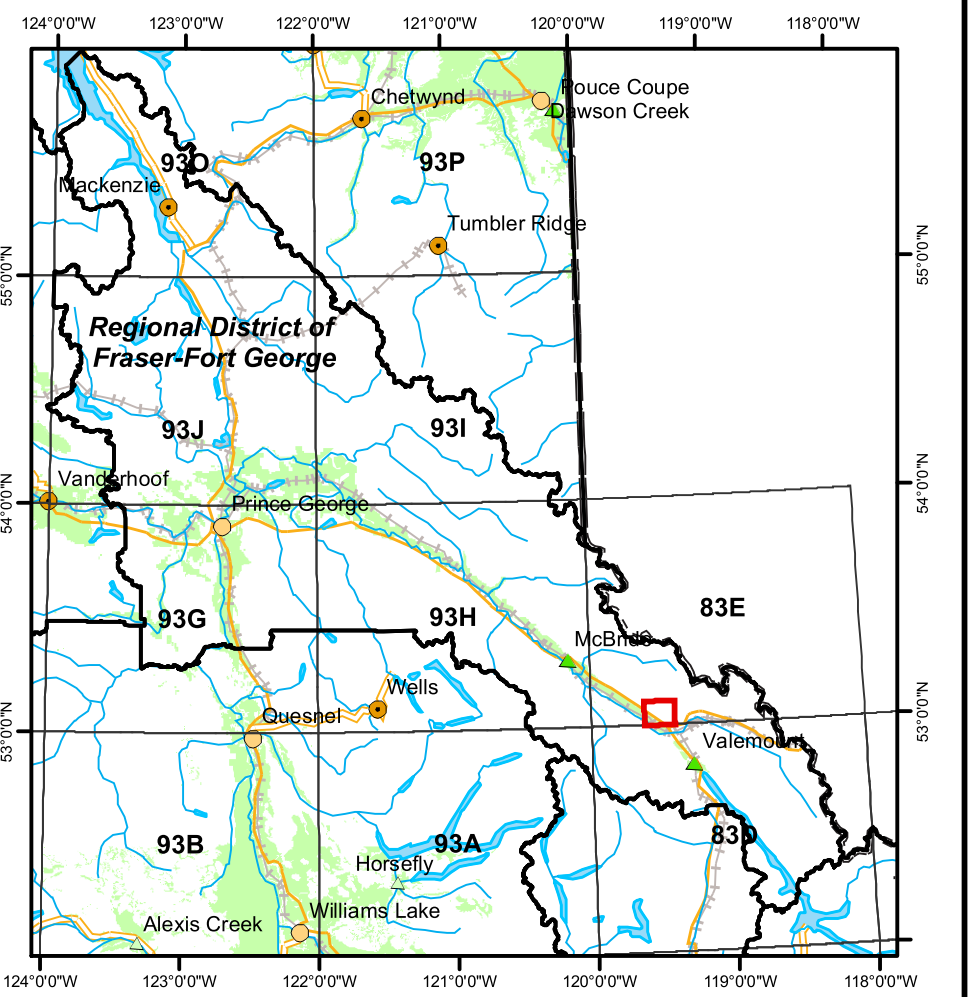 124°0'0"W 123°0'0"W 122°0'0"W 121°0'0"W 120°0'0"W 119°0'0"W 118°0'0"W
Pouce Coupe
Chetwynd
Dawson Creek
93O
93P
Mackenzie
Tumbler Ridge
55°0'0"N
55°0'0"N
Regional District of
Fraser-Fort George
93J
93I
Vanderhoof
54°0'0"N
54°0'0"N
Prince George
93G
93H
83E
McBride
Wells
Quesnel
53°0'0"N
53°0'0"N
Valemount
93B
93A
83D
Horsefly
Alexis Creek
Williams Lake
124°0'0"W 123°0'0"W 122°0'0"W 121°0'0"W 120°0'0"W 119°0'0"W 118°0'0"W